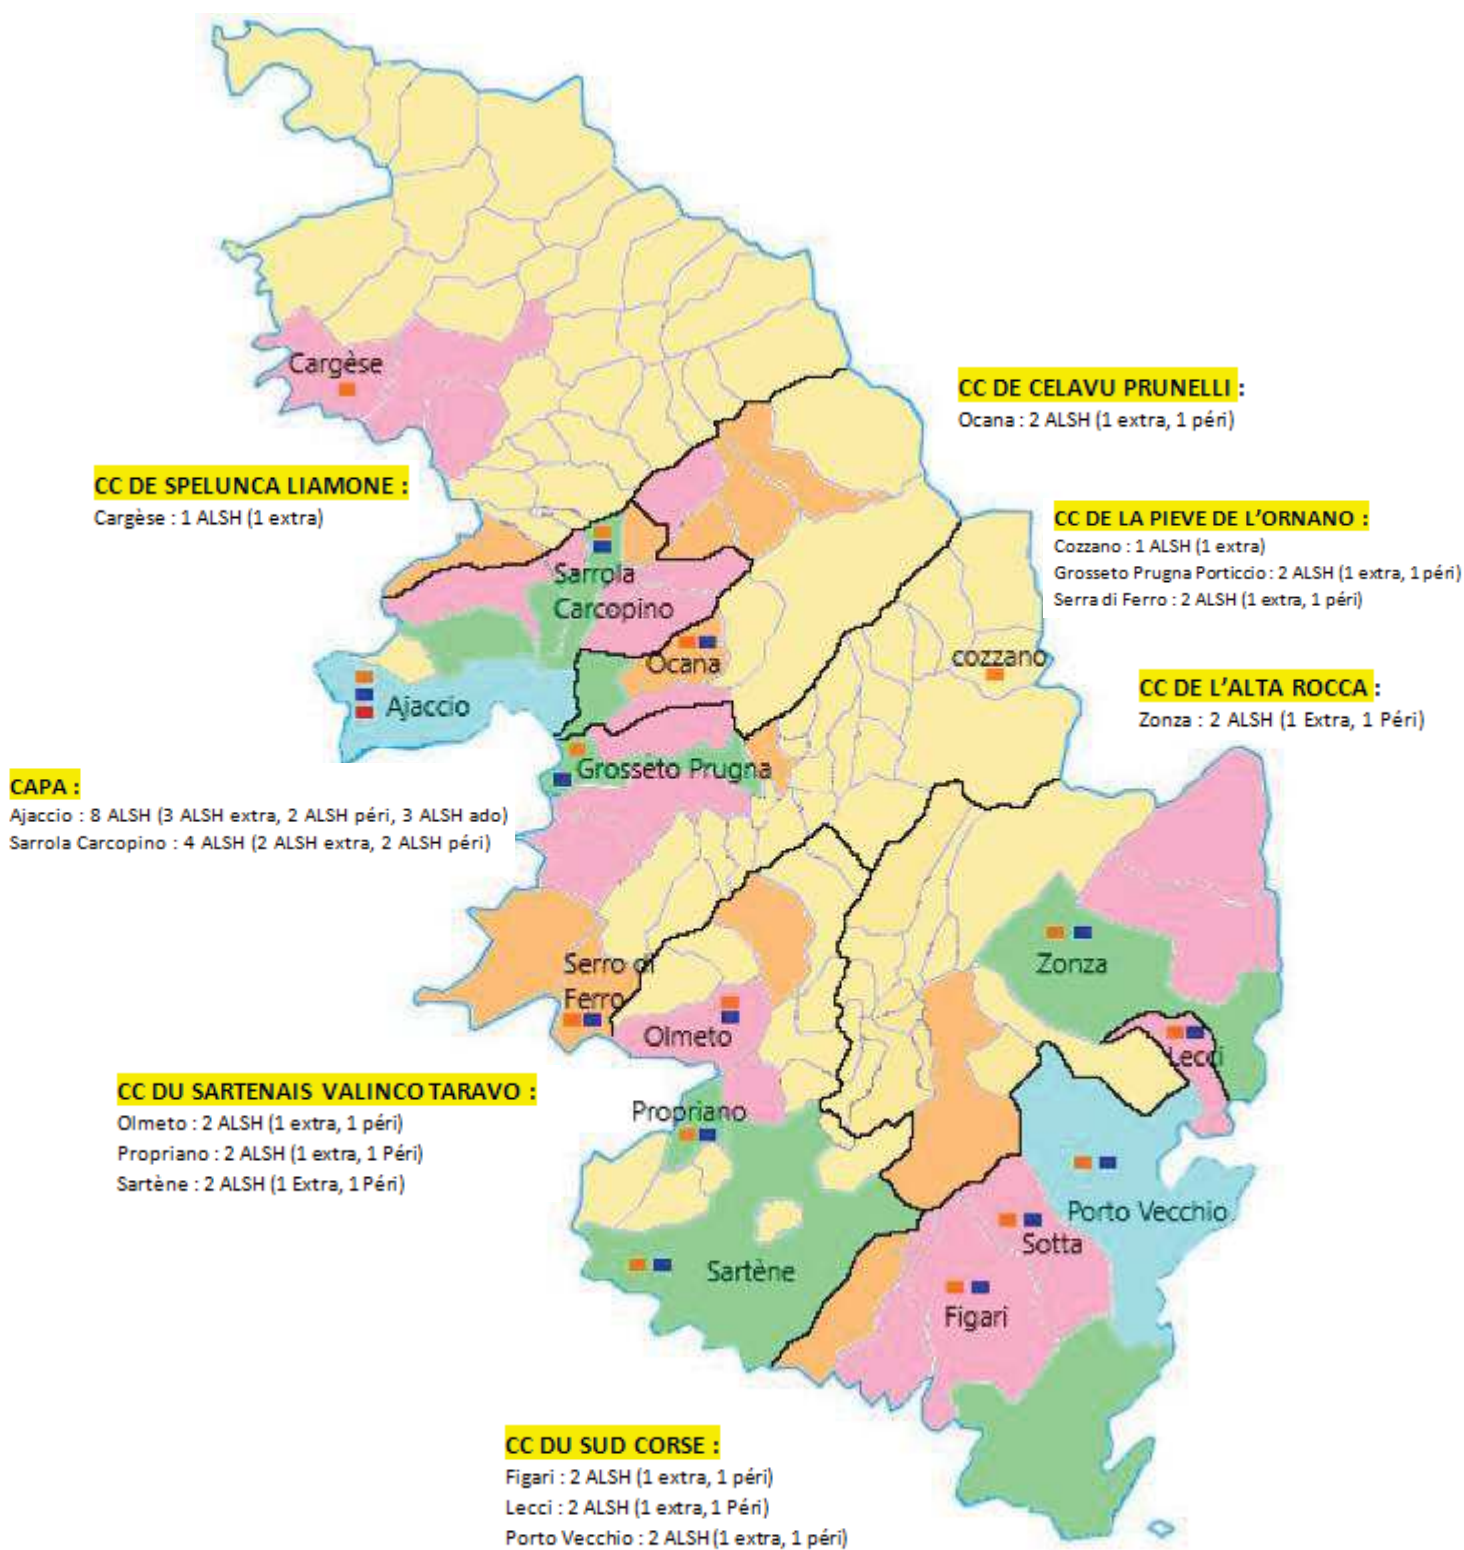 Cargèse
CC DE CELAVU PRUNELLI :
Ocana : 2 ALSH (1 extra, 1 péri)
CC DE SPELUNCA LIAMONE :
Cargèse : 1 ALSH (1 extra)
CC DE LA PIEVE DE L'ORNANO :
Cozzano : 1 ALSH (1 extra)
Grosseto Prugna Porticcio : 2 ALSH (1 extra, 1 péri)
Serra di Ferro : 2 ALSH (1 extra, 1 péri)
Sarrola
Carcopino
Ocana
cozzano
CC DE L'ALTA ROCCA :
Zonza : 2 ALSH (1 Extra, 1 Péri)
Ajaccio
Grosseto Prugna
CAPA :
Ajaccio : 8 ALSH (3 ALSH extra, 2 ALSH péri, 3 ALSH ado)
Sarrola Carcopino : 4 ALSH (2 ALSH extra, 2 ALSH péri)
Serro di
Ferro
Zonza
Olmeto
Lecci
CC DU SARTENAIS VALINCO TARAVO :
Olmeto : 2 ALSH (1 extra, 1 péri)
Propriano : 2 ALSH (1 extra, 1 Péri)
Sartène : 2 ALSH (1 Extra, 1 Péri)
Propriano
Porto Vecchio
Sotta
Sartène
Figari
CC DU SUD CORSE :
Figari : 2 ALSH (1 extra, 1 péri)
Lecci : 2 ALSH (1 extra, 1 Péri)
Porto Vecchio : 2 ALSH (1 extra, 1 péri)